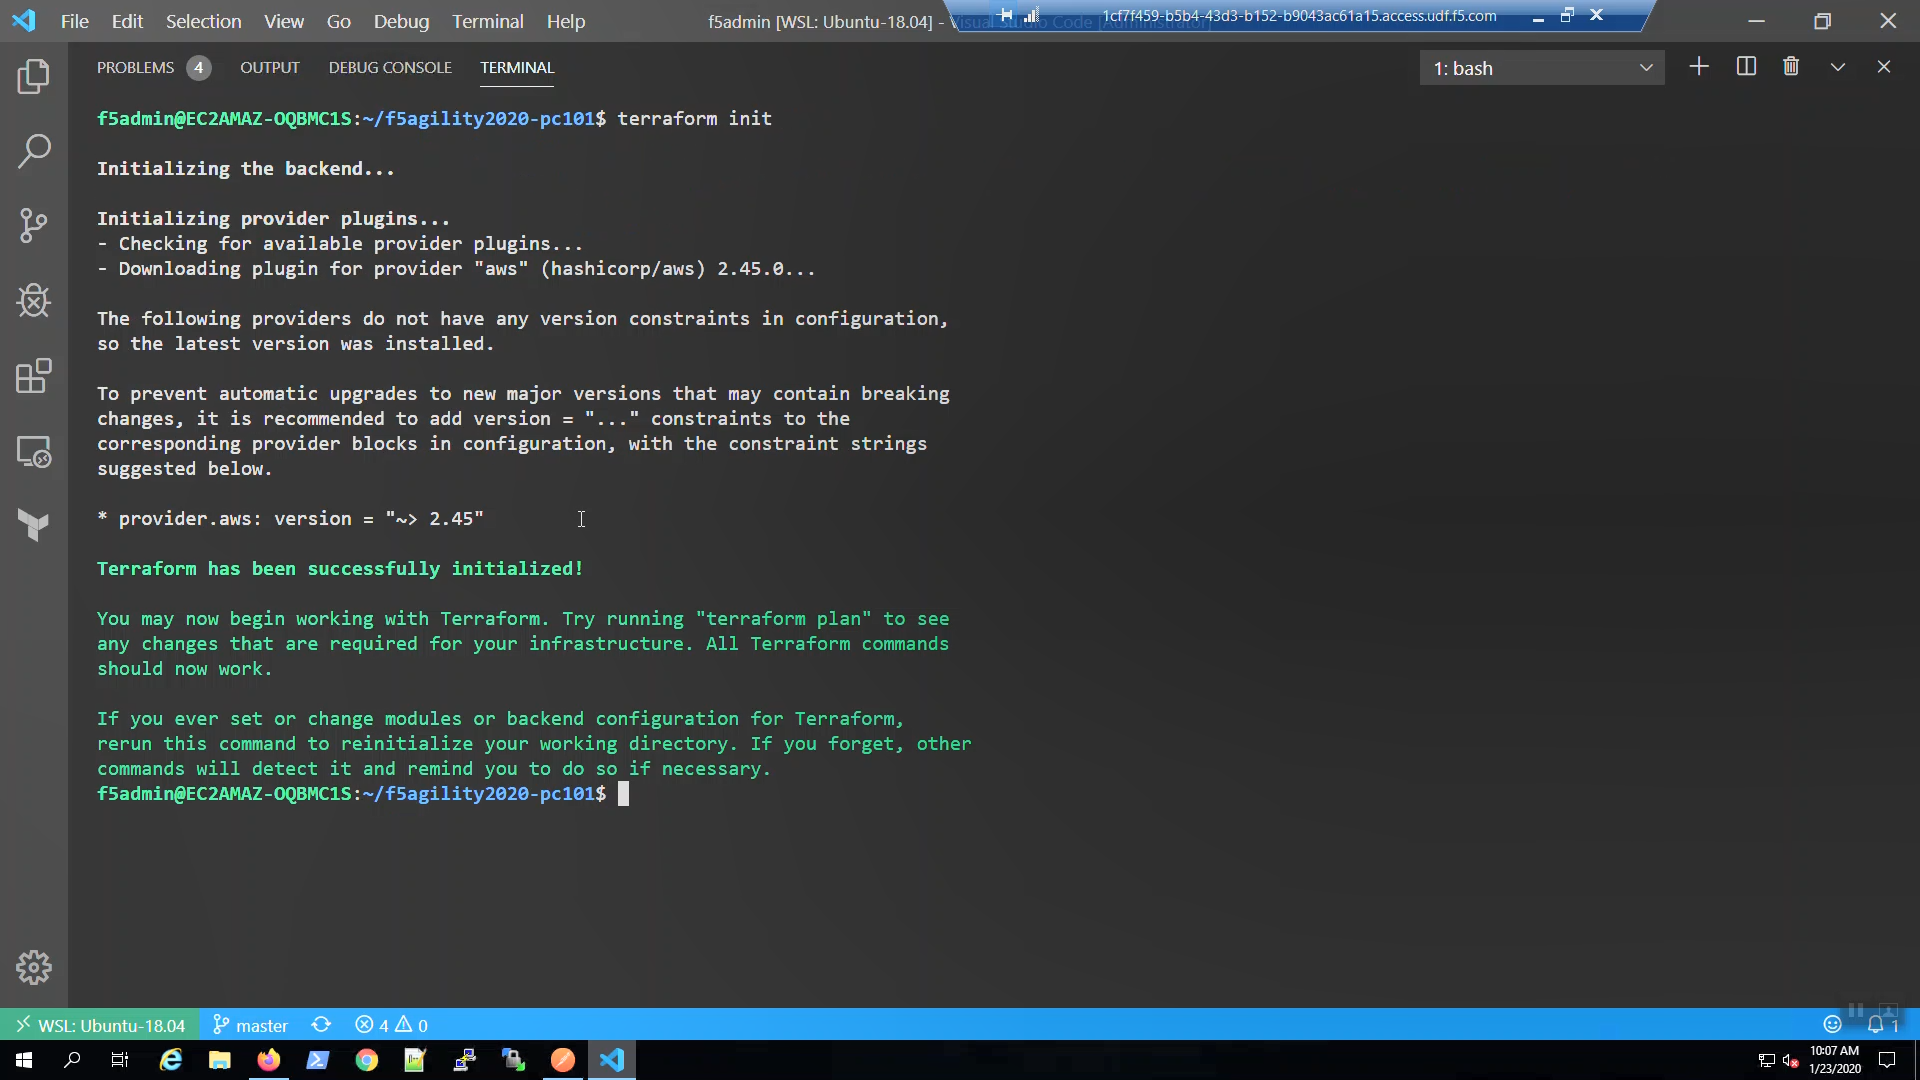 File Edit Selection View Go Debug Terminal Help
f5admin [WSL: Ubuntu-18.04] - Visual Studio Code [Administrator]
1cf7f459-b5b4-43d3-b152-b9043ac61a15.access.udf.f5.com
PROBLEMS 4 OUTPUT DEBUG CONSOLE TERMINAL
1: bash
f5admin@EC2AMAZ-OQBMC1S:~/f5agility2020-pc101$ terraform init
Initializing the backend...
Initializing provider plugins...
- Checking for available provider plugins...
- Downloading plugin for provider "aws" (hashicorp/aws) 2.45.0...
The following providers do not have any version constraints in configuration,
so the latest version was installed.
To prevent automatic upgrades to new major versions that may contain breaking
changes, it is recommended to add version = "..." constraints to the
corresponding provider blocks in configuration, with the constraint strings
suggested below.
* provider.aws: version = "~> 2.45"
Terraform has been successfully initialized!
You may now begin working with Terraform. Try running "terraform plan" to see
any changes that are required for your infrastructure. All Terraform commands
should now work.
If you ever set or change modules or backend configuration for Terraform,
rerun this command to reinitialize your working directory. If you forget, other
commands will detect it and remind you to do so if necessary.
f5admin@EC2AMAZ-OQBMC1S:~/f5agility2020-pc101$
WSL: Ubuntu-18.04 master 4 0 1
10:07 AM
1/23/2020